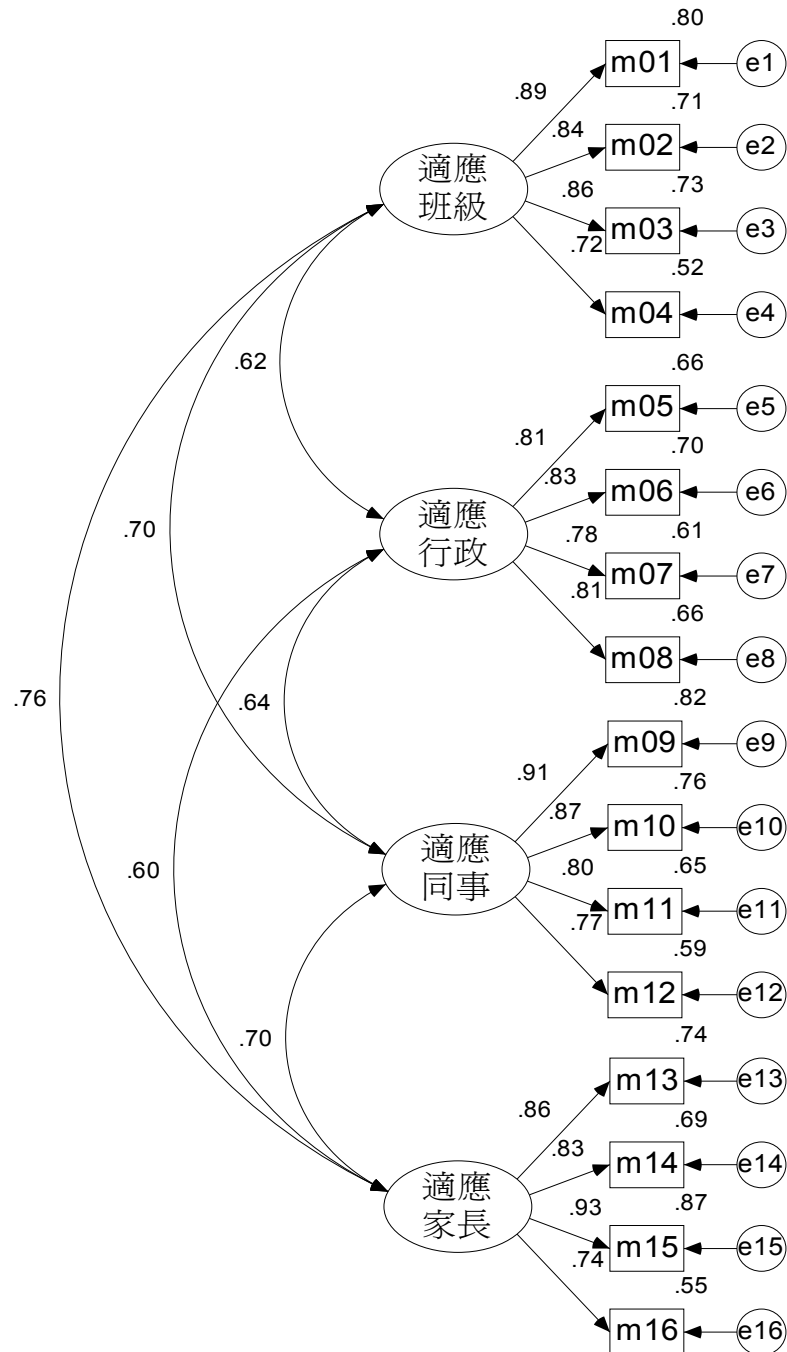 .80
m01
e1
.89
.71
.84
m02
e2
適應
班級
.86
.73
m03
e3
.72
.52
m04
e4
.62
.66
m05
e5
.81
.70
.83
m06
e6
適應
行政
.78
.61
m07
e7
.81
.66
m08
e8
.70
.76
.64
.82
m09
e9
.91
.76
.87
m10
e10
適應
同事
.80
.65
m11
e11
.77
.59
m12
e12
.60
.70
.74
m13
e13
.86
.69
.83
m14
e14
適應
家長
.93
.87
m15
e15
.74
.55
m16
e16